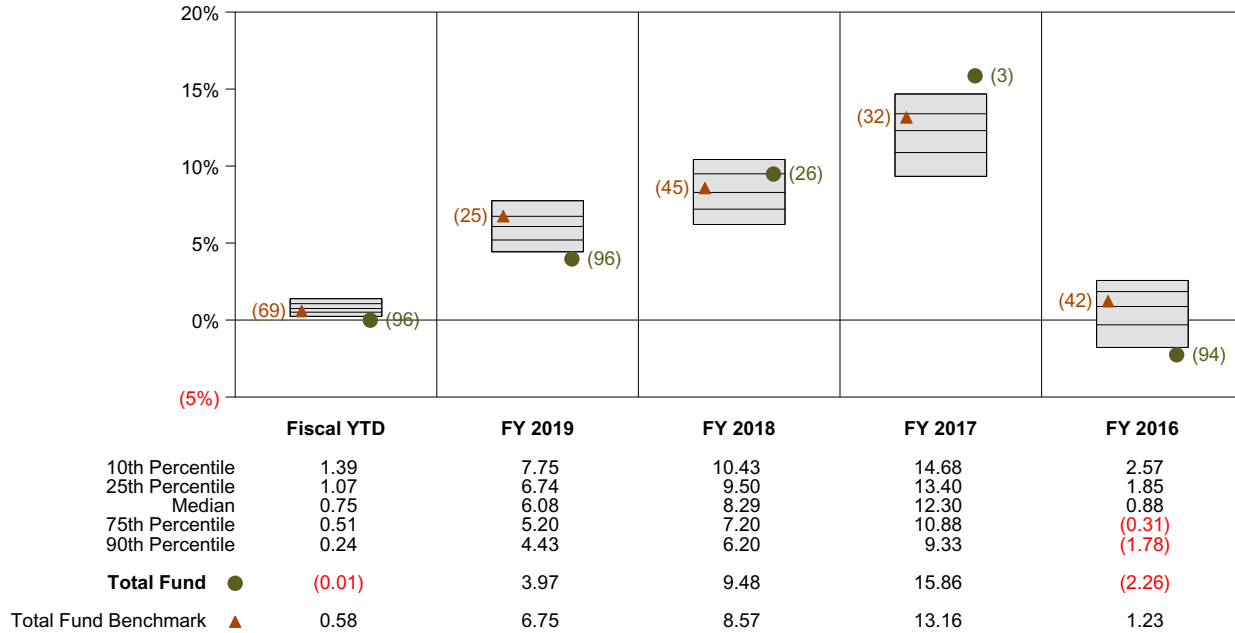 20%
15%
10%
5%
0%
(5%)
(69) (96)
(25) (96)
(45) (26)
(32) (3)
(42) (94)
Fiscal YTD FY 2019 FY 2018 FY 2017 FY 2016
10th Percentile 1.39 7.75 10.43 14.68 2.57
25th Percentile 1.07 6.74 9.50 13.40 1.85
Median 0.75 6.08 8.29 12.30 0.88
75th Percentile 0.51 5.20 7.20 10.88 (0.31)
90th Percentile 0.24 4.43 6.20 9.33 (1.78)
Total Fund (0.01) 3.97 9.48 15.86 (2.26)
Total Fund Benchmark 0.58 6.75 8.57 13.16 1.23